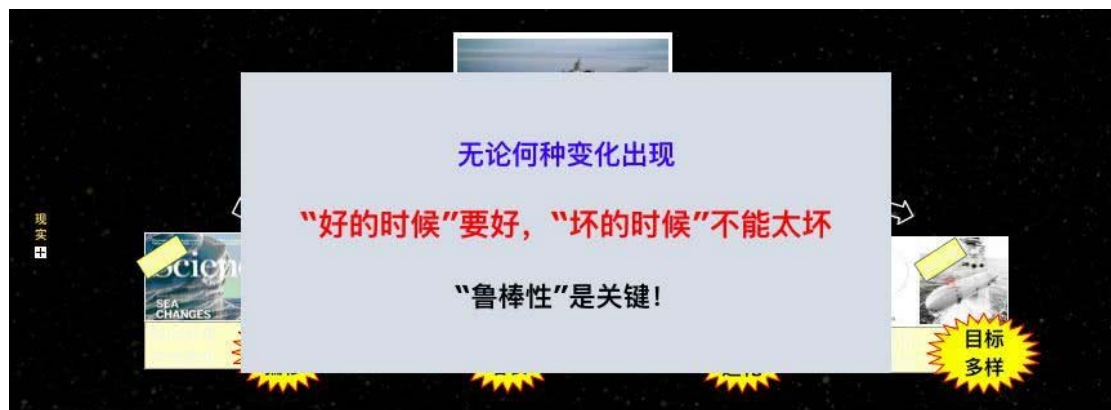 无论何种变化出现
“好的时候”要好，“坏的时候”不能太坏
“鲁棒性”是关键！
现
实
SEA
CHANGES
目标
多样